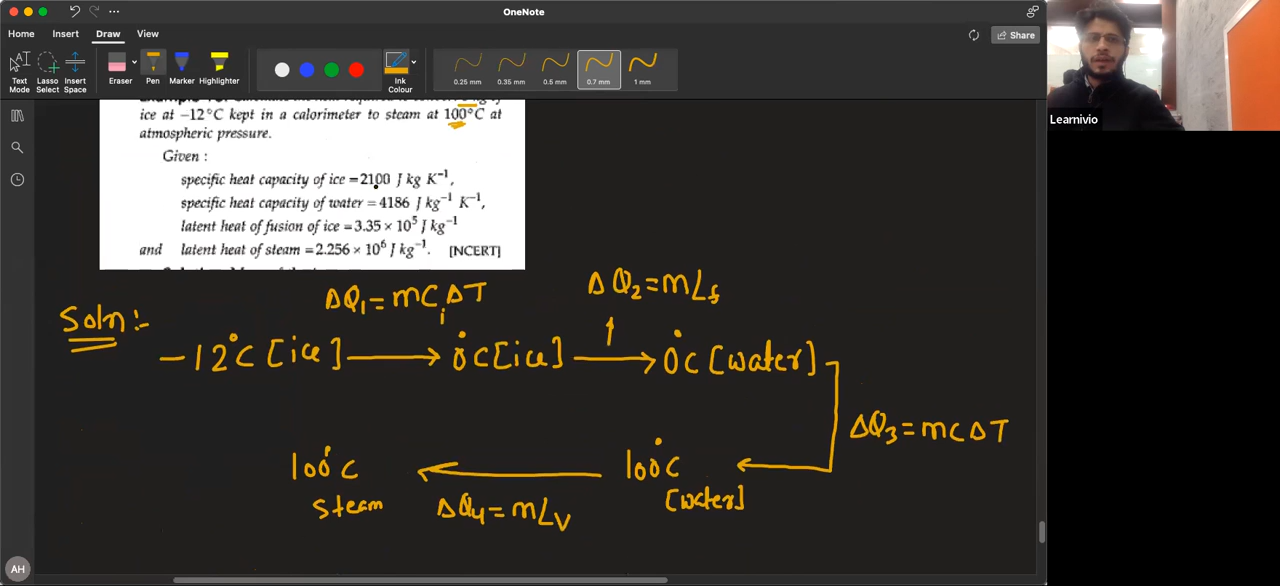 OneNote
Home Insert Draw View
Share
Text Mode
Lasso Select
Insert Space
Eraser
Pen
Marker
Highlighter
Ink Colour
0.25 mm
0.35 mm
0.5 mm
0.7 mm
1 mm
Learnivio
ice at −12°C kept in a calorimeter to steam at 100°C at
atmospheric pressure.
Given :
specific heat capacity of ice = 2100 J kg K⁻¹,
specific heat capacity of water = 4186 J kg⁻¹ K⁻¹,
latent heat of fusion of ice = 3.35 × 10⁵ J kg⁻¹
and latent heat of steam = 2.256 × 10⁶ J kg⁻¹. [NCERT]
Soln:-
ΔQ₁ = mCᵢΔT
ΔQ₂ = mLf
−12°C [ice] → 0°C [ice] → 0°C [water]
ΔQ₃ = mCΔT
100°C [water]
ΔQ₄ = mLv
100°C steam
AH